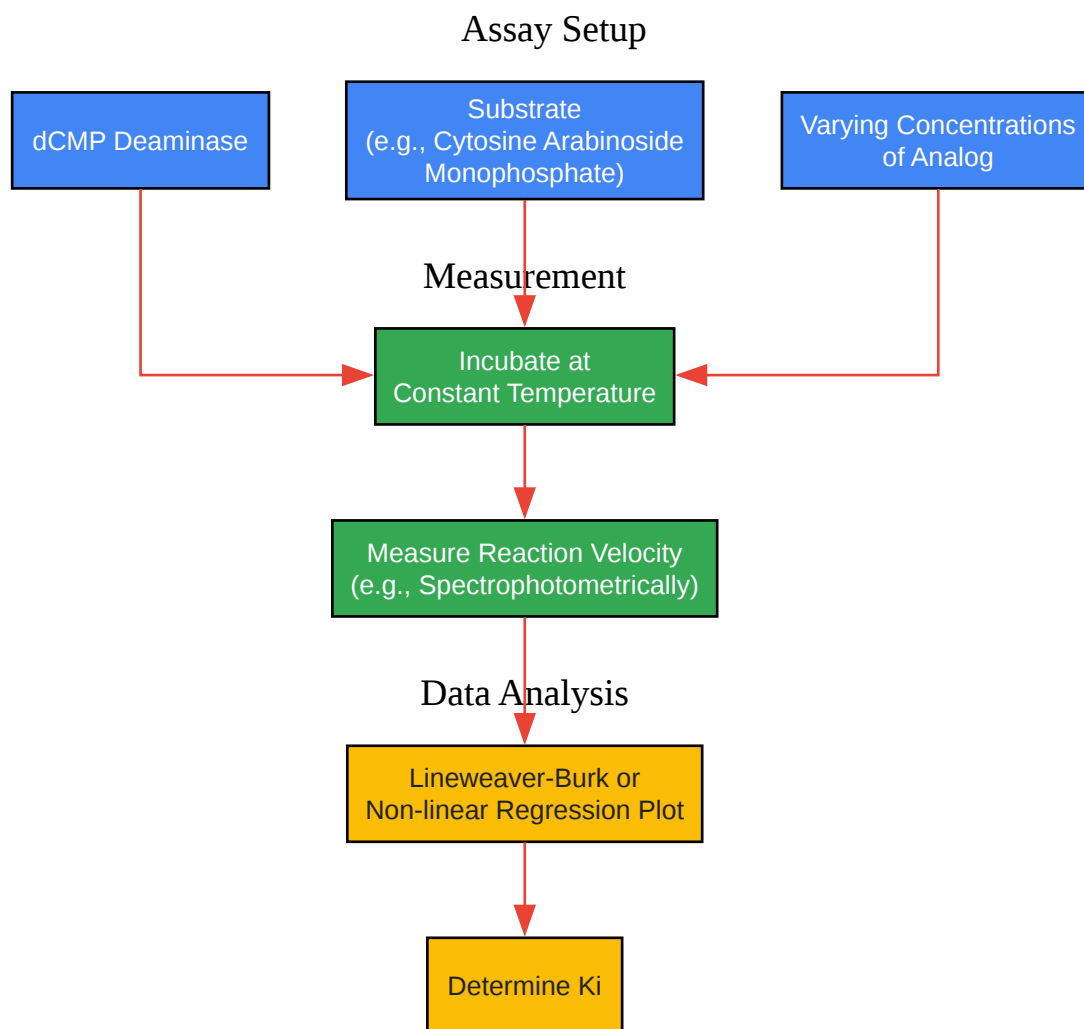 Assay Setup
dCMP Deaminase
Substrate
(e.g., Cytosine Arabinoside
Monophosphate)
Varying Concentrations
of Analog
Measurement
Incubate at
Constant Temperature
Measure Reaction Velocity
(e.g., Spectrophotometrically)
Data Analysis
Lineweaver-Burk or
Non-linear Regression Plot
Determine Ki